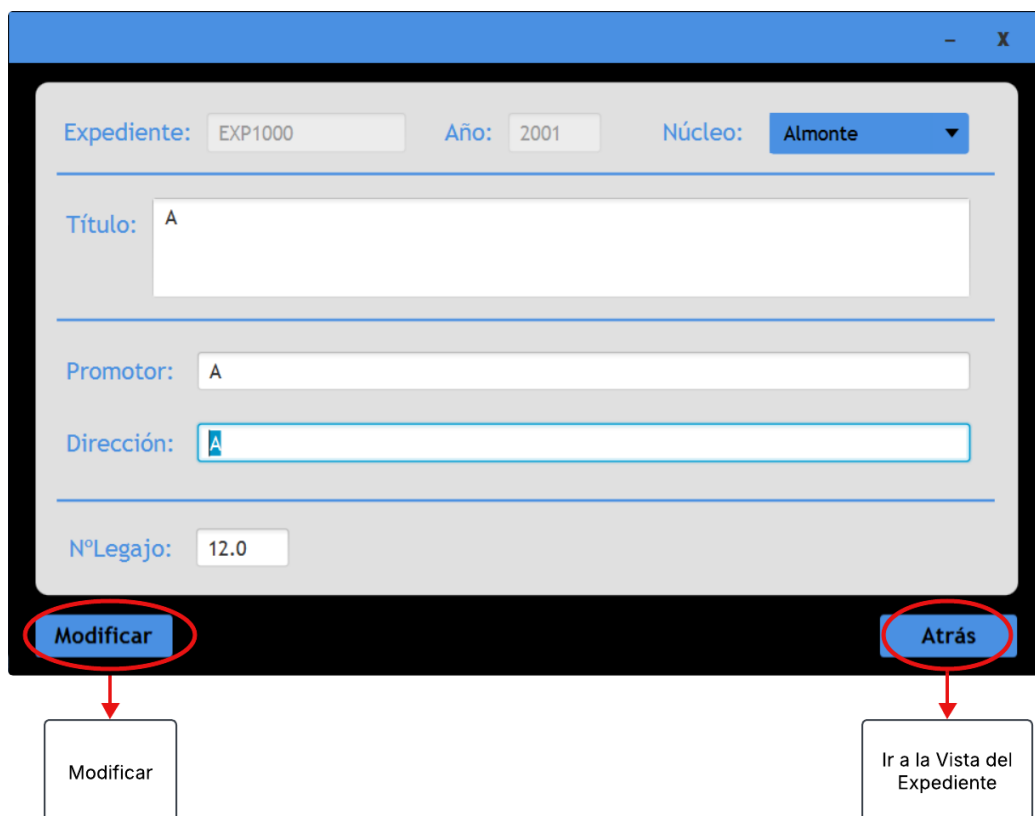 – X
Expediente: EXP1000 Año: 2001 Núcleo: Almonte
Título: A
Promotor: A
Dirección: A
NºLegajo: 12.0
Modificar Atrás
Modificar
Ir a la Vista del
Expediente